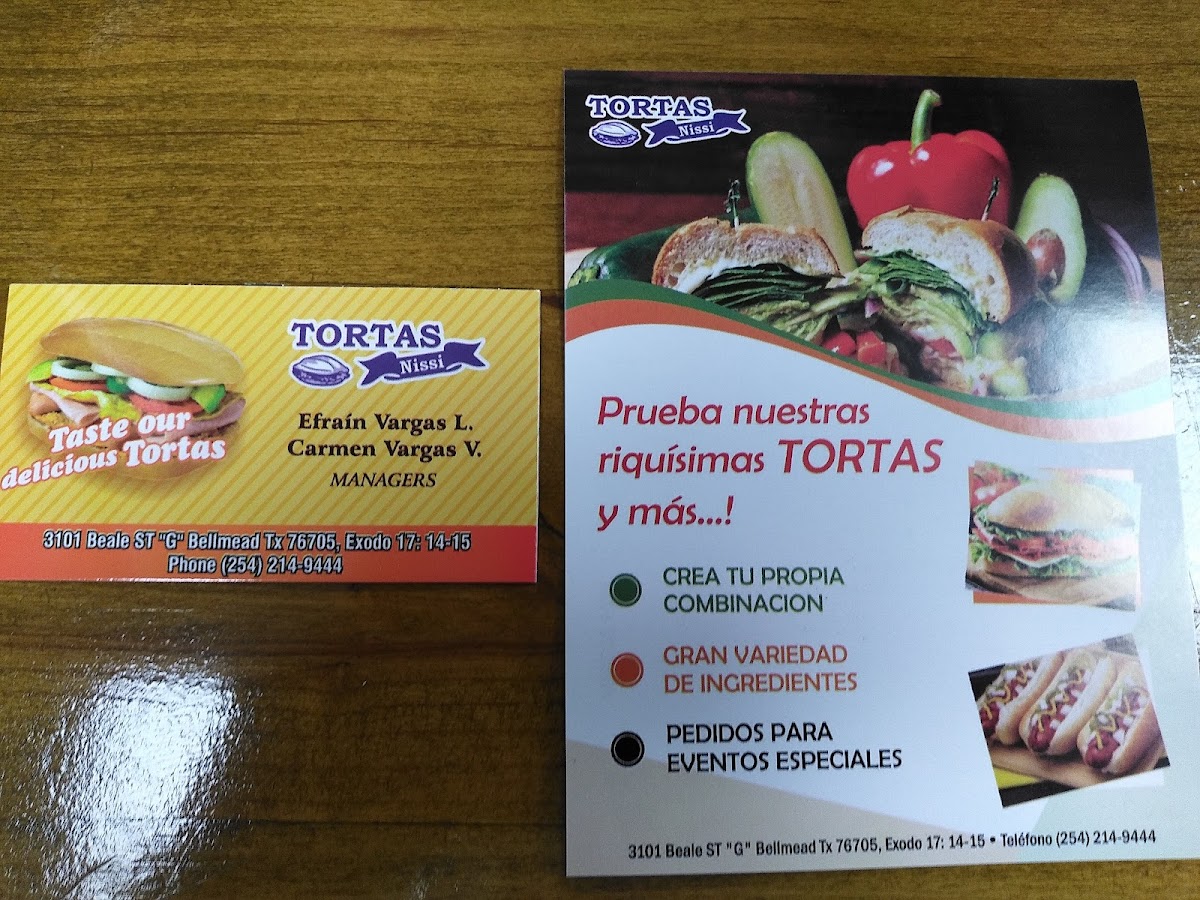 TORTAS
Nissi
Taste our
delicious Tortas
Efraín Vargas L.
Carmen Vargas V.
MANAGERS
3101 Beale ST "G" Bellmead Tx 76705, Exodo 17: 14-15
Phone (254) 214-9444
TORTAS
Nissi
Prueba nuestras
riquísimas TORTAS
y más...!
CREA TU PROPIA
COMBINACION
GRAN VARIEDAD
DE INGREDIENTES
PEDIDOS PARA
EVENTOS ESPECIALES
3101 Beale ST "G" Bellmead Tx 76705, Exodo 17: 14-15 • Teléfono (254) 214-9444